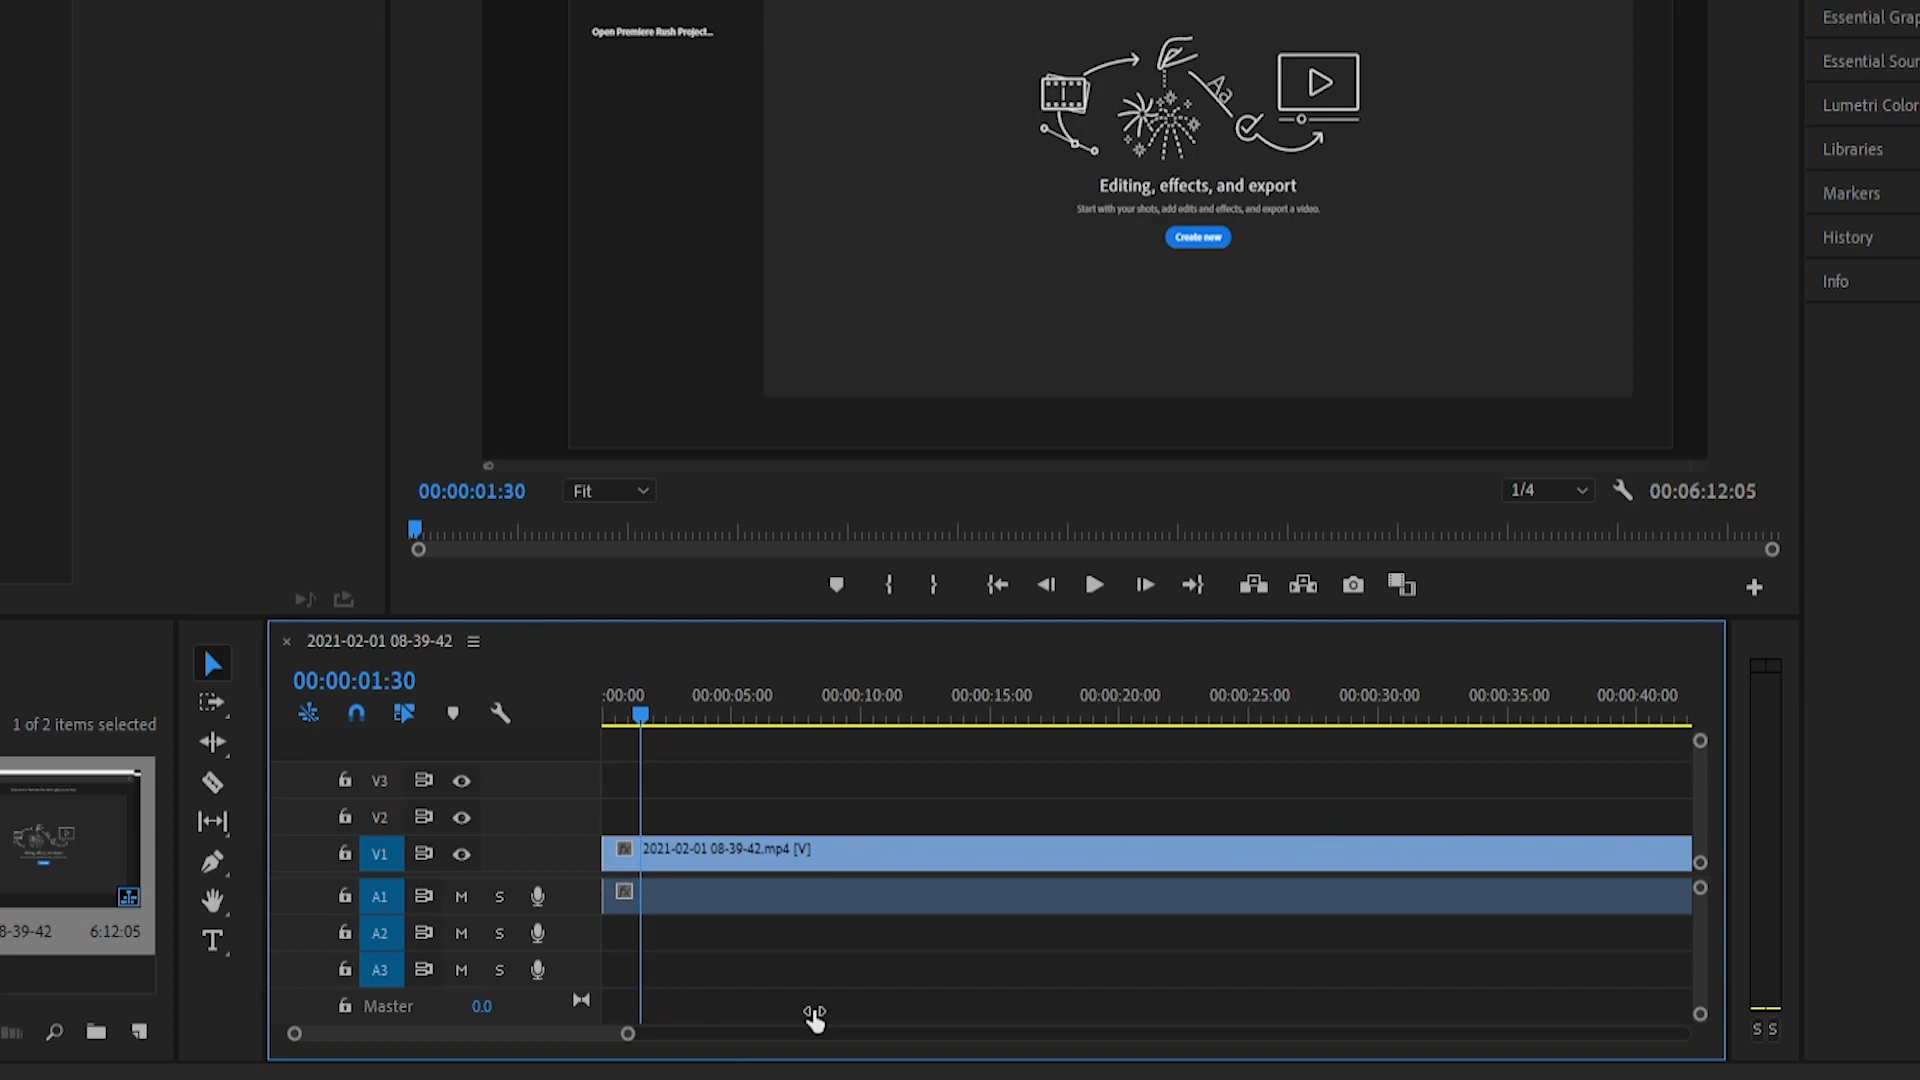 Open Premiere Rush Project...
Aa
Editing, effects, and export
Start with your shots, add edits and effects, and export a video.
Create new
Essential Grap
Essential Soun
Lumetri Color
Libraries
Markers
History
Info
00:00:01:30
Fit
1/4
00:06:12:05
1 of 2 items selected
8-39-42
6:12:05
T
× 2021-02-01 08-39-42
00:00:01:30
:00:00
00:00:05:00
00:00:10:00
00:00:15:00
00:00:20:00
00:00:25:00
00:00:30:00
00:00:35:00
00:00:40:00
V3
V2
V1
fx 2021-02-01 08-39-42.mp4 [V]
A1 M S
fx
A2 M S
A3 M S
Master 0.0
S S